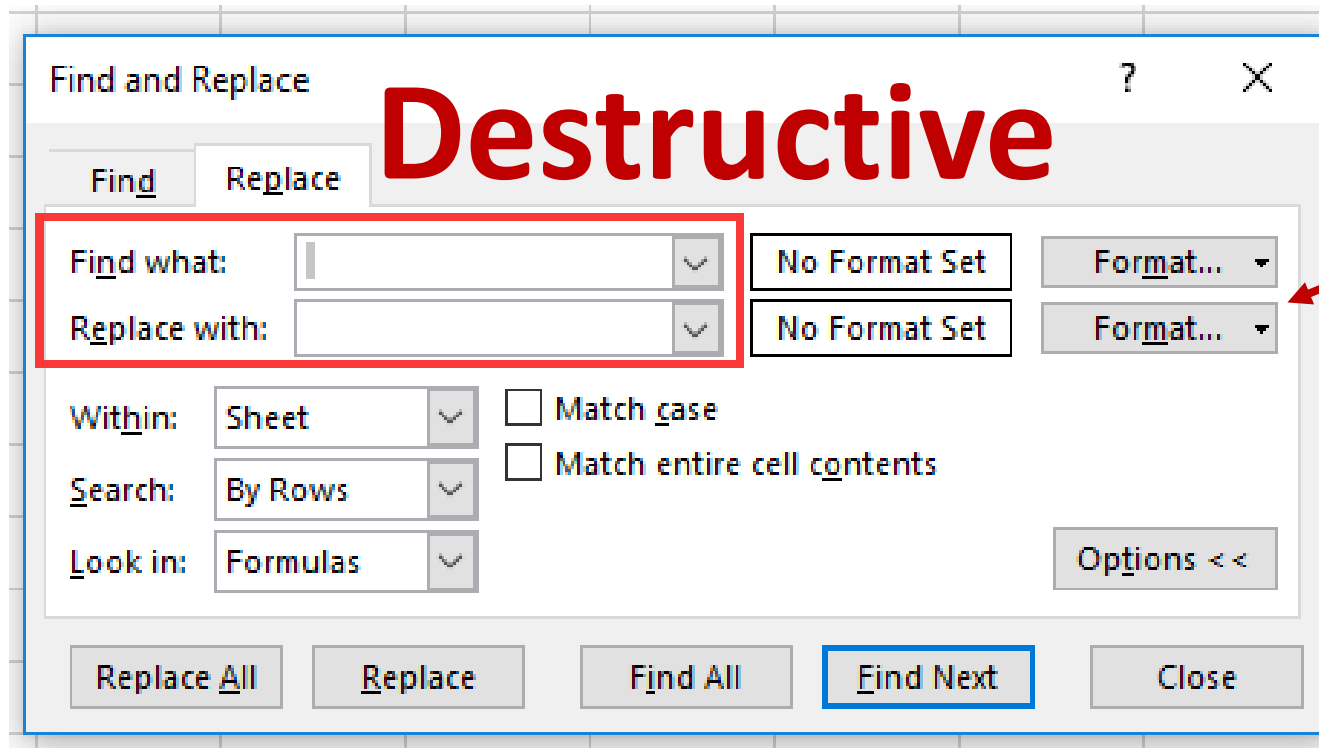 Find and Replace ?
Destructive
Find Replace
Find what: No Format Set Format...
Replace with: No Format Set Format...
Within: Sheet Match case
Match entire cell contents
Search: By Rows
Look in: Formulas Options <<
Replace All Replace Find All Find Next Close